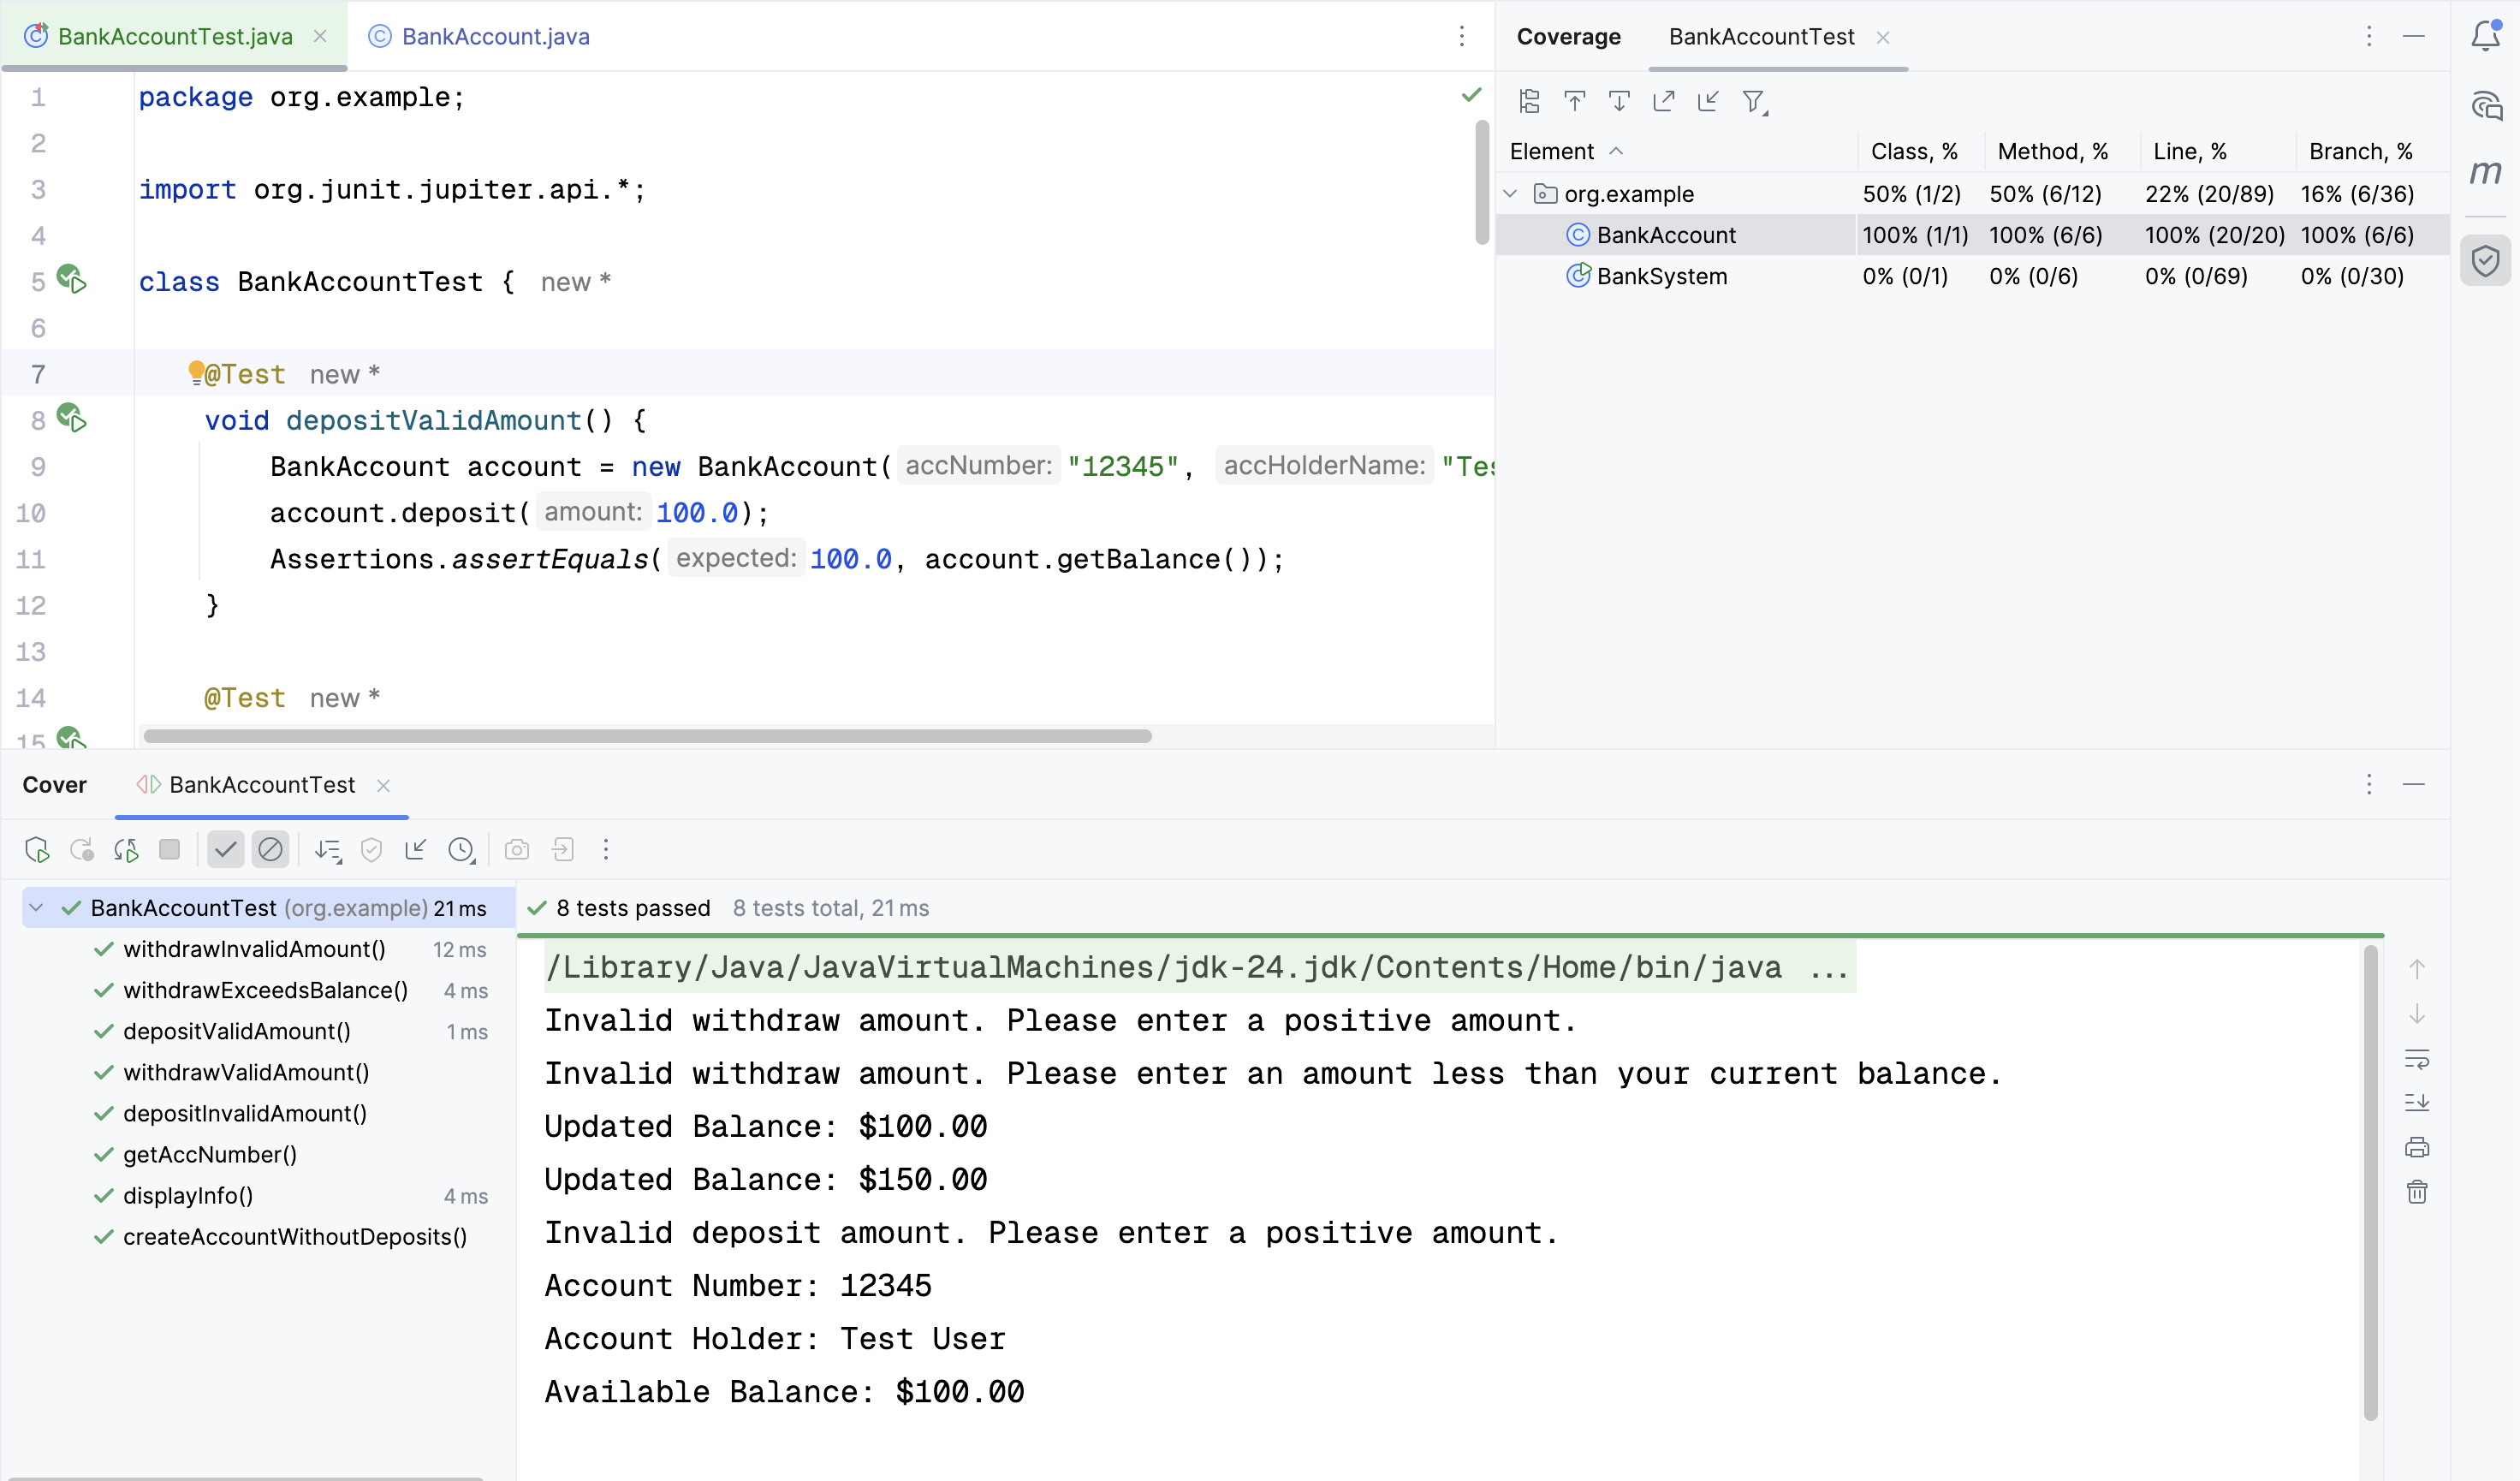 BankAccountTest.java
BankAccount.java
1 package org.example;
2
3 import org.junit.jupiter.api.*;
4
5 class BankAccountTest { new *
6
7 @Test new *
8 void depositValidAmount() {
9 BankAccount account = new BankAccount( accNumber: "12345", accHolderName: "Tes
10 account.deposit( amount: 100.0);
11 Assertions.assertEquals( expected: 100.0, account.getBalance());
12 }
13
14 @Test new *
15
Coverage BankAccountTest
Element Class, % Method, % Line, % Branch, %
org.example 50% (1/2) 50% (6/12) 22% (20/89) 16% (6/36)
BankAccount 100% (1/1) 100% (6/6) 100% (20/20) 100% (6/6)
BankSystem 0% (0/1) 0% (0/6) 0% (0/69) 0% (0/30)
m
Cover BankAccountTest
BankAccountTest (org.example) 21 ms
withdrawInvalidAmount() 12 ms
withdrawExceedsBalance() 4 ms
depositValidAmount() 1 ms
withdrawValidAmount()
depositInvalidAmount()
getAccNumber()
displayInfo() 4 ms
createAccountWithoutDeposits()
8 tests passed 8 tests total, 21 ms
/Library/Java/JavaVirtualMachines/jdk-24.jdk/Contents/Home/bin/java ...
Invalid withdraw amount. Please enter a positive amount.
Invalid withdraw amount. Please enter an amount less than your current balance.
Updated Balance: $100.00
Updated Balance: $150.00
Invalid deposit amount. Please enter a positive amount.
Account Number: 12345
Account Holder: Test User
Available Balance: $100.00